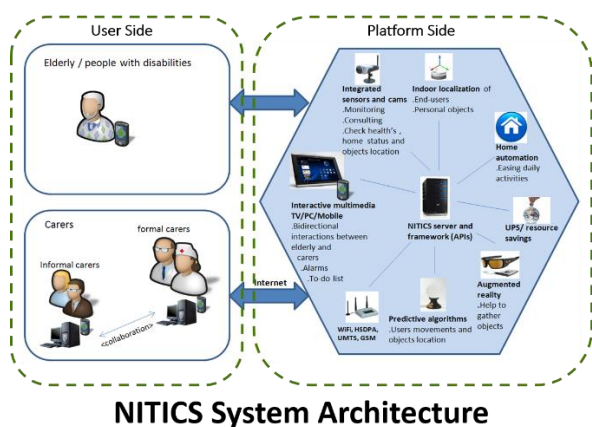 User Side
Platform Side
Elderly / people with disabilities
Carers
formal carers
Informal carers
<collaboration>
Internet
Integrated
sensors and cams
.Monitoring
.Consulting
.Check health's ,
home status and
objects location
Indoor localization of
.End-users
.Personal objects
Home
automation
.Easing daily
activities
Interactive multimedia
TV/PC/Mobile
.Bidirectional
interactions between
elderly and
carers
.Alarms
.To-do list
NITICS server and
framework (APIs)
UPS/ resource
savings
Augmented
reality
.Help to
gather
objects
WiFi, HSDPA,
UMTS, GSM
Predictive algorithms
.Users movements and
objects location
NITICS System Architecture